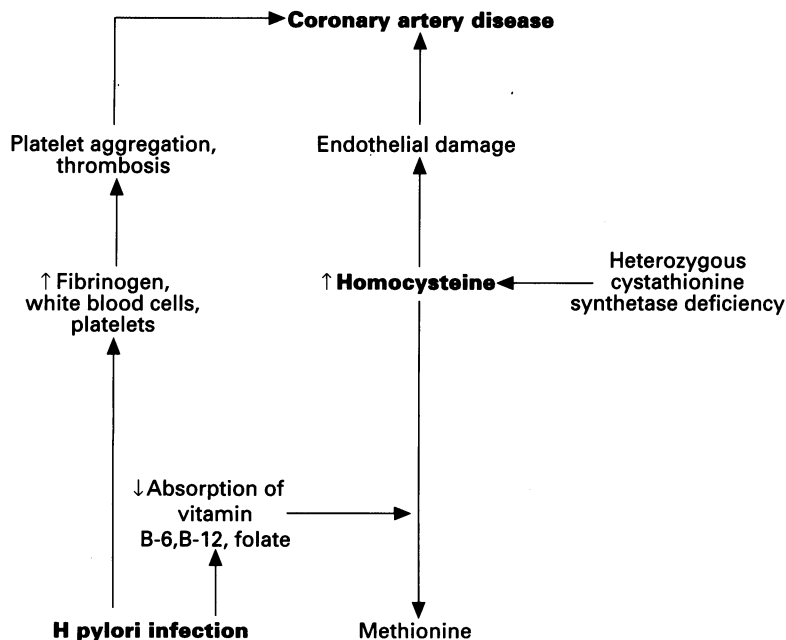 Coronary artery disease
Platelet aggregation,
thrombosis
Endothelial damage
↑ Fibrinogen,
white blood cells,
platelets
↑ Homocysteine
Heterozygous
cystathionine
synthetase deficiency
↓ Absorption of
vitamin
B-6,B-12, folate
H pylori infection
Methionine